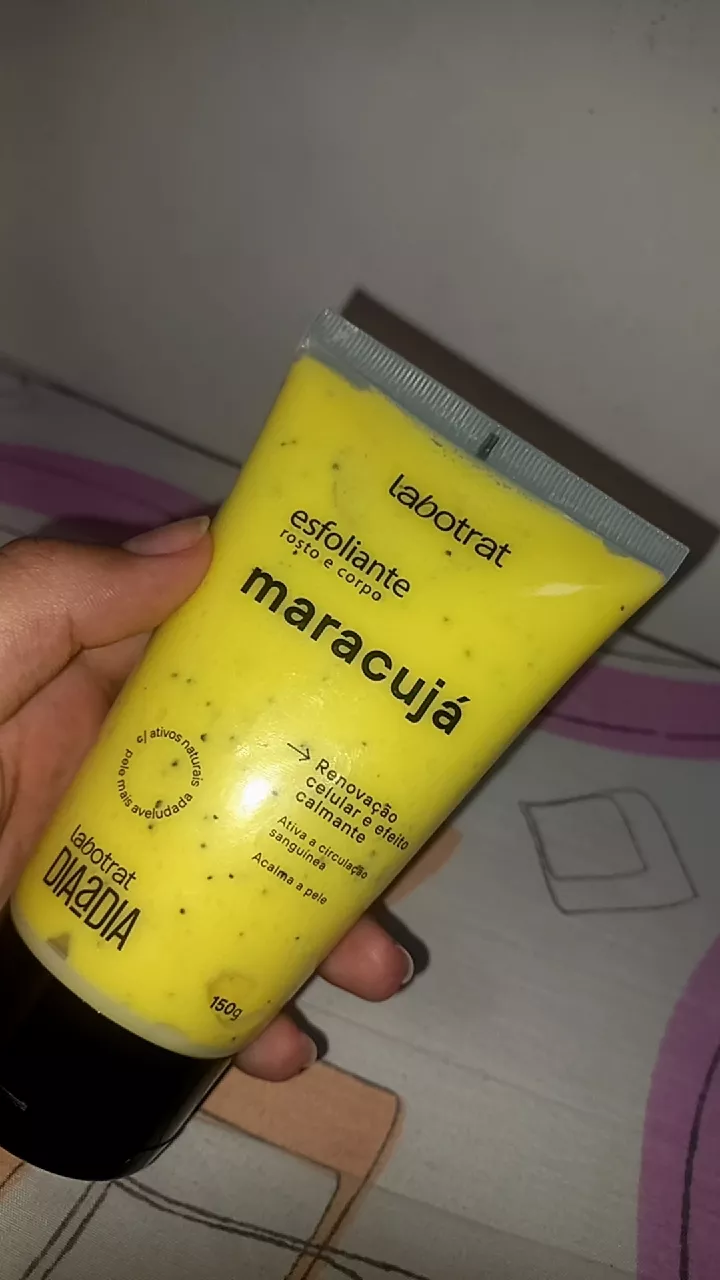 labotrat
esfoliante
rosto e corpo
maracujá
c/ ativos naturais
pele mais aveludada
→ Renovação
celular e efeito
calmante
Ativa a circulação
sanguínea
Acalma a pele
labotrat
DIAaDIA
150g